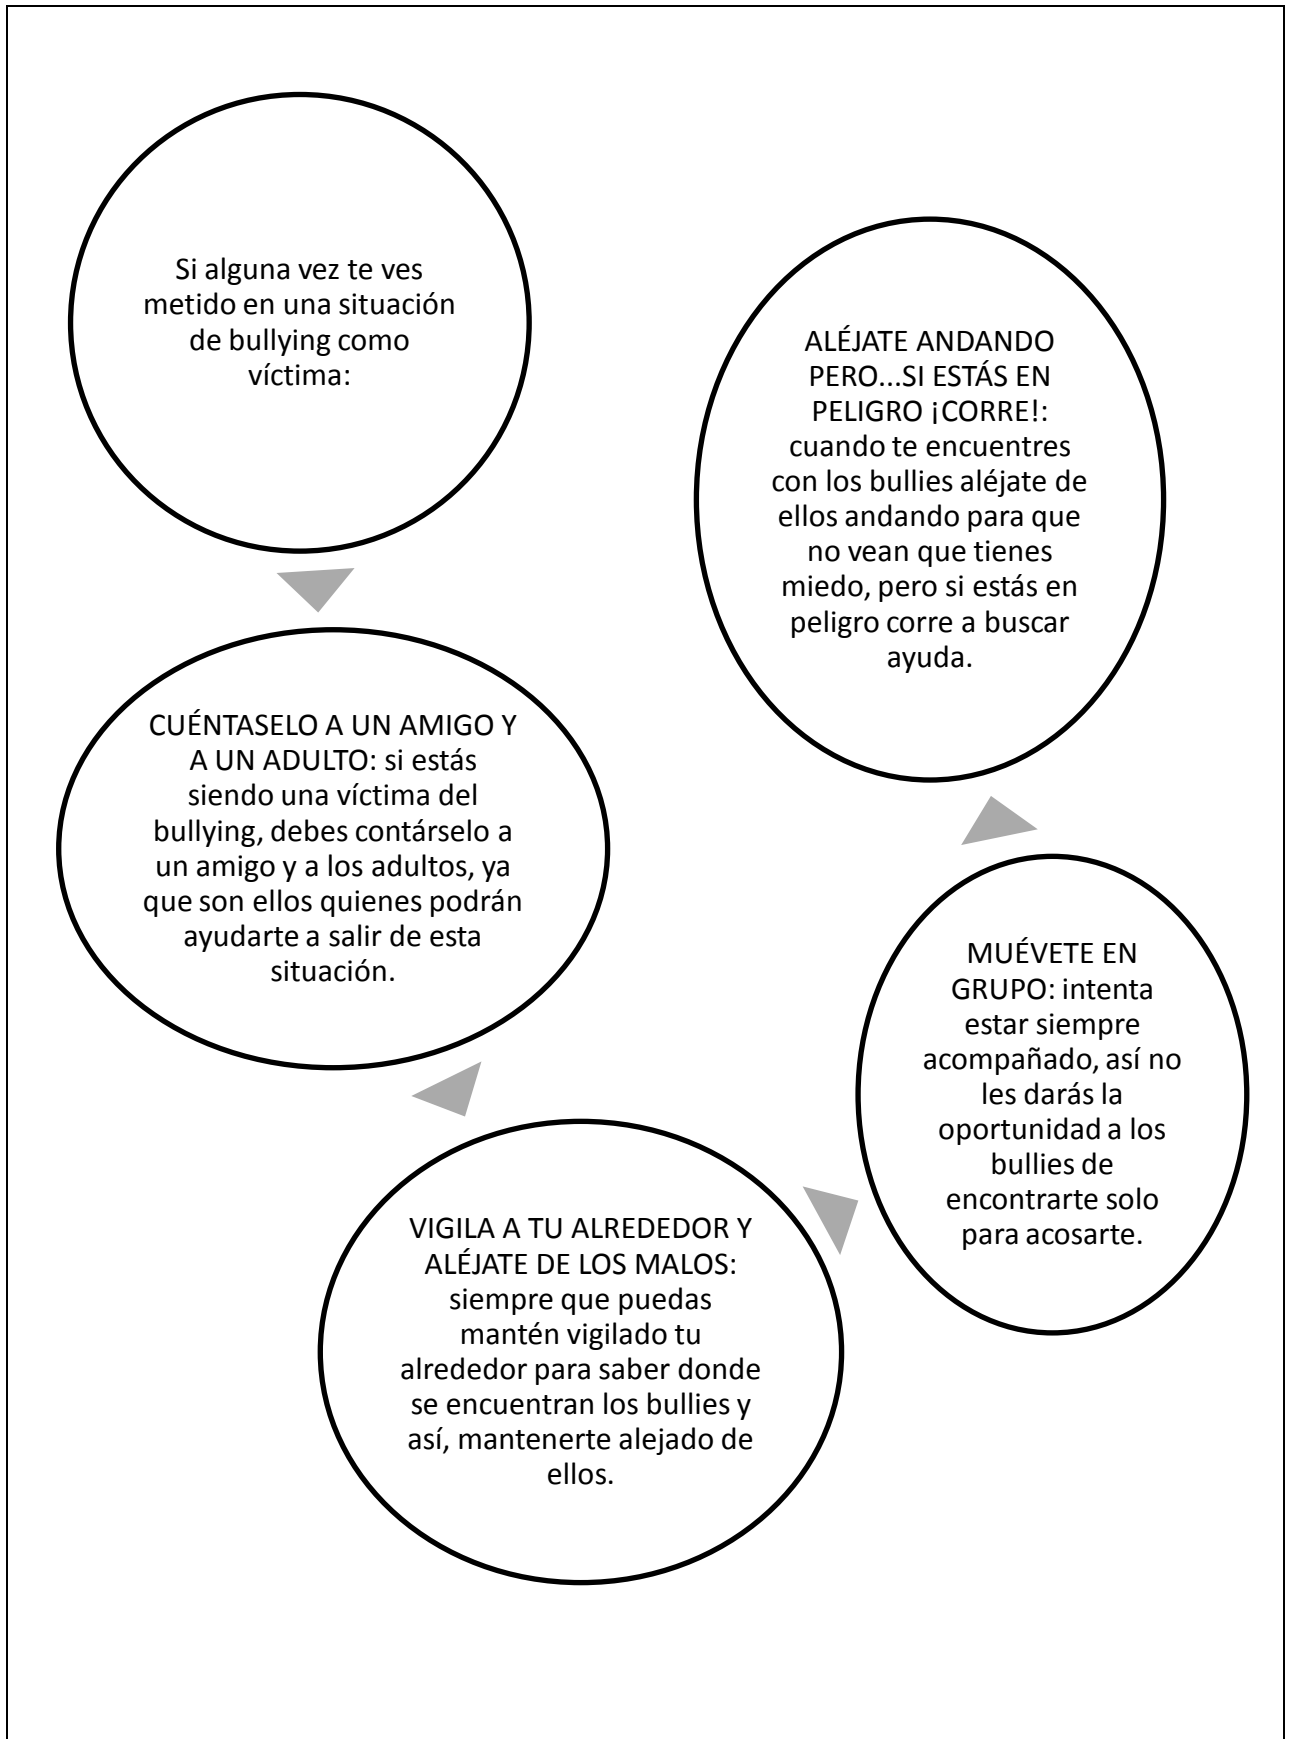 Si alguna vez te ves
metido en una situación
de bullying como
víctima:
CUÉNTASELO A UN AMIGO Y
A UN ADULTO: si estás
siendo una víctima del
bullying, debes contárselo a
un amigo y a los adultos, ya
que son ellos quienes podrán
ayudarte a salir de esta
situación.
VIGILA A TU ALREDEDOR Y
ALÉJATE DE LOS MALOS:
siempre que puedas
mantén vigilado tu
alrededor para saber donde
se encuentran los bullies y
así, mantenerte alejado de
ellos.
MUÉVETE EN
GRUPO: intenta
estar siempre
acompañado, así no
les darás la
oportunidad a los
bullies de
encontrarte solo
para acosarte.
ALÉJATE ANDANDO
PERO...SI ESTÁS EN
PELIGRO ¡CORRE!:
cuando te encuentres
con los bullies aléjate de
ellos andando para que
no vean que tienes
miedo, pero si estás en
peligro corre a buscar
ayuda.